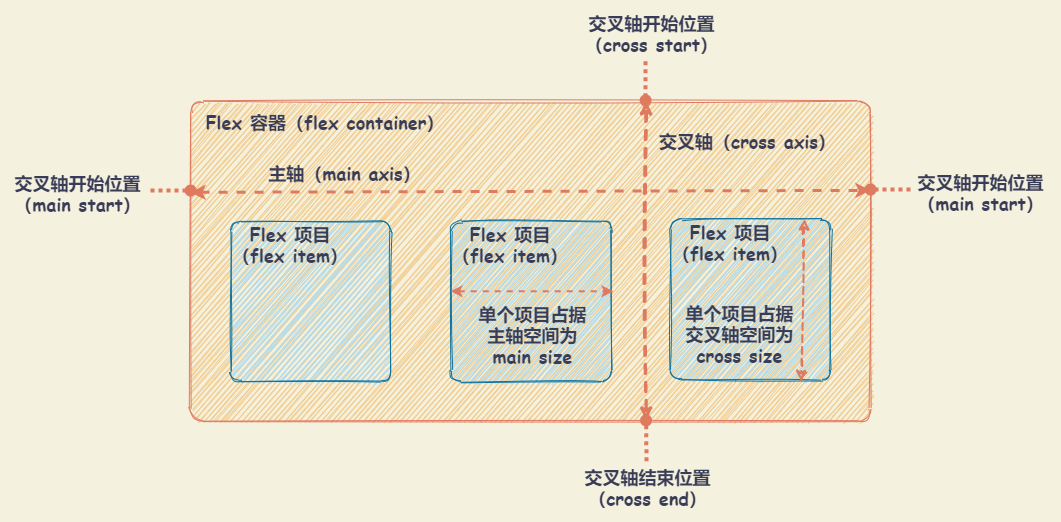 交叉轴开始位置
(cross start)
Flex 容器 (flex container)
交叉轴 (cross axis)
主轴 (main axis)
交叉轴开始位置
(main start)
交叉轴开始位置
(main start)
Flex 项目
(flex item)
Flex 项目
(flex item)
单个项目占据
主轴空间为
main size
Flex 项目
(flex item)
单个项目占据
交叉轴空间为
cross size
交叉轴结束位置
(cross end)